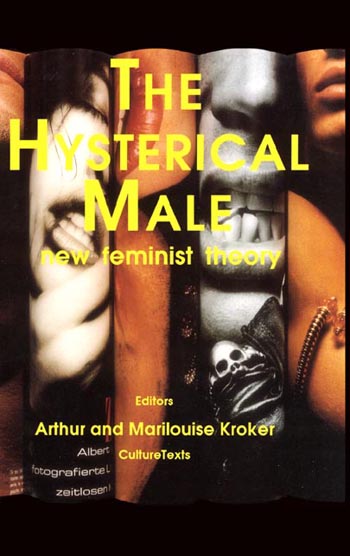 THE
HYSTERICAL
MALE
new feminist theory
Editors
Arthur and Marilouise Kroker
CultureTexts
Albert
fotografierte L
zeitlosen